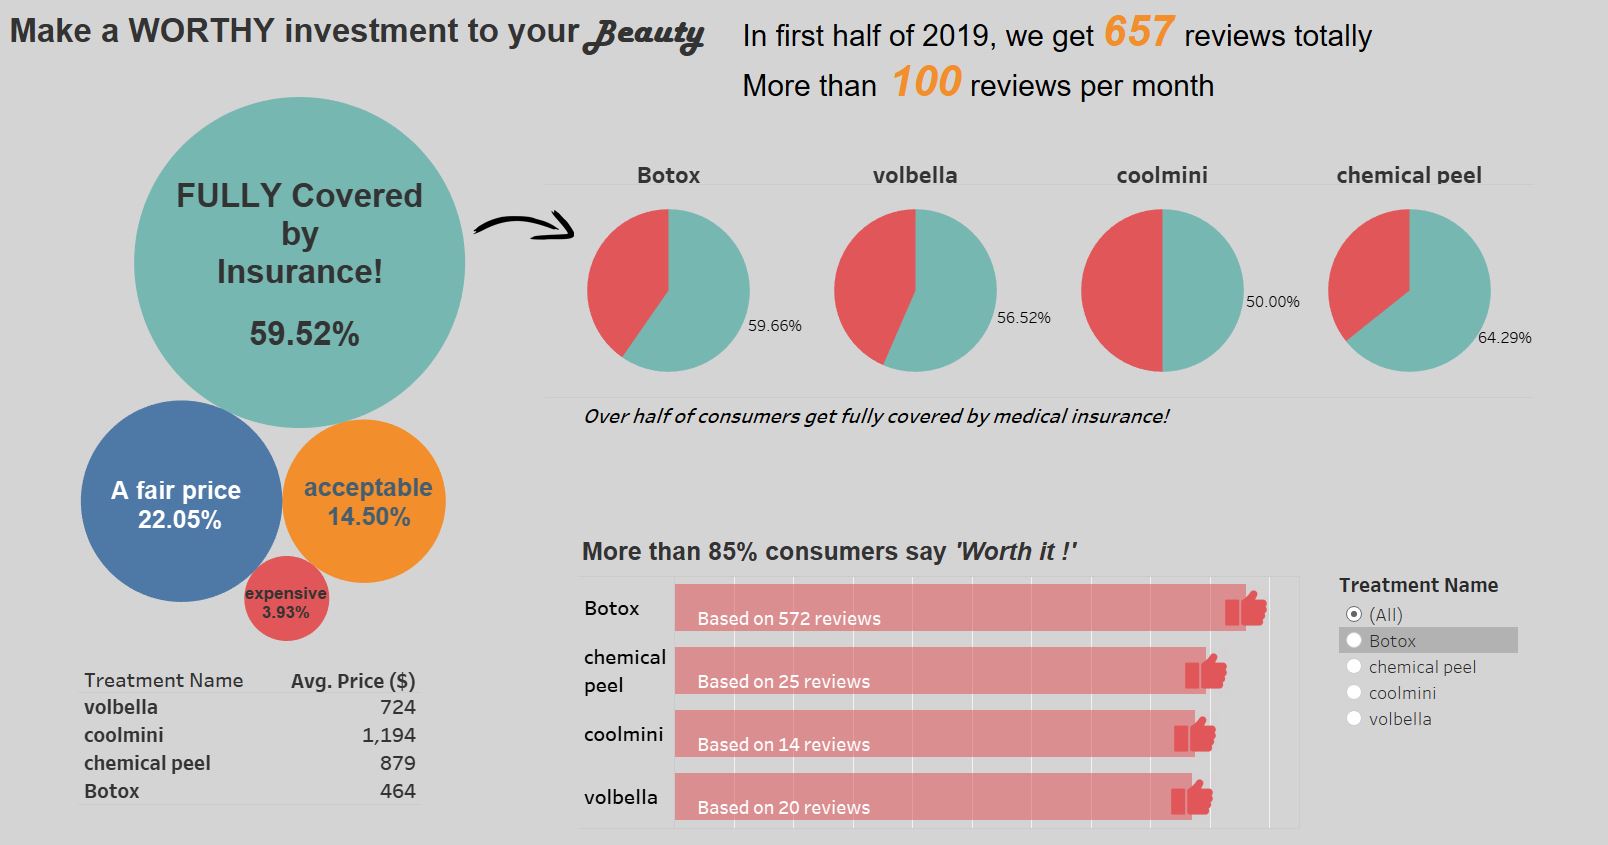 Make a WORTHY investment to your Beauty
In first half of 2019, we get 657 reviews totally
More than 100 reviews per month
FULLY Covered
by
Insurance!
59.52%
A fair price
22.05%
acceptable
14.50%
expensive
3.93%
Treatment Name Avg. Price ($)
volbella 724
coolmini 1,194
chemical peel 879
Botox 464
Botox volbella coolmini chemical peel
59.66% 56.52% 50.00% 64.29%
Over half of consumers get fully covered by medical insurance!
More than 85% consumers say 'Worth it !'
Botox Based on 572 reviews
chemical
peel
Based on 25 reviews
coolmini Based on 14 reviews
volbella Based on 20 reviews
Treatment Name
(All)
Botox
chemical peel
coolmini
volbella